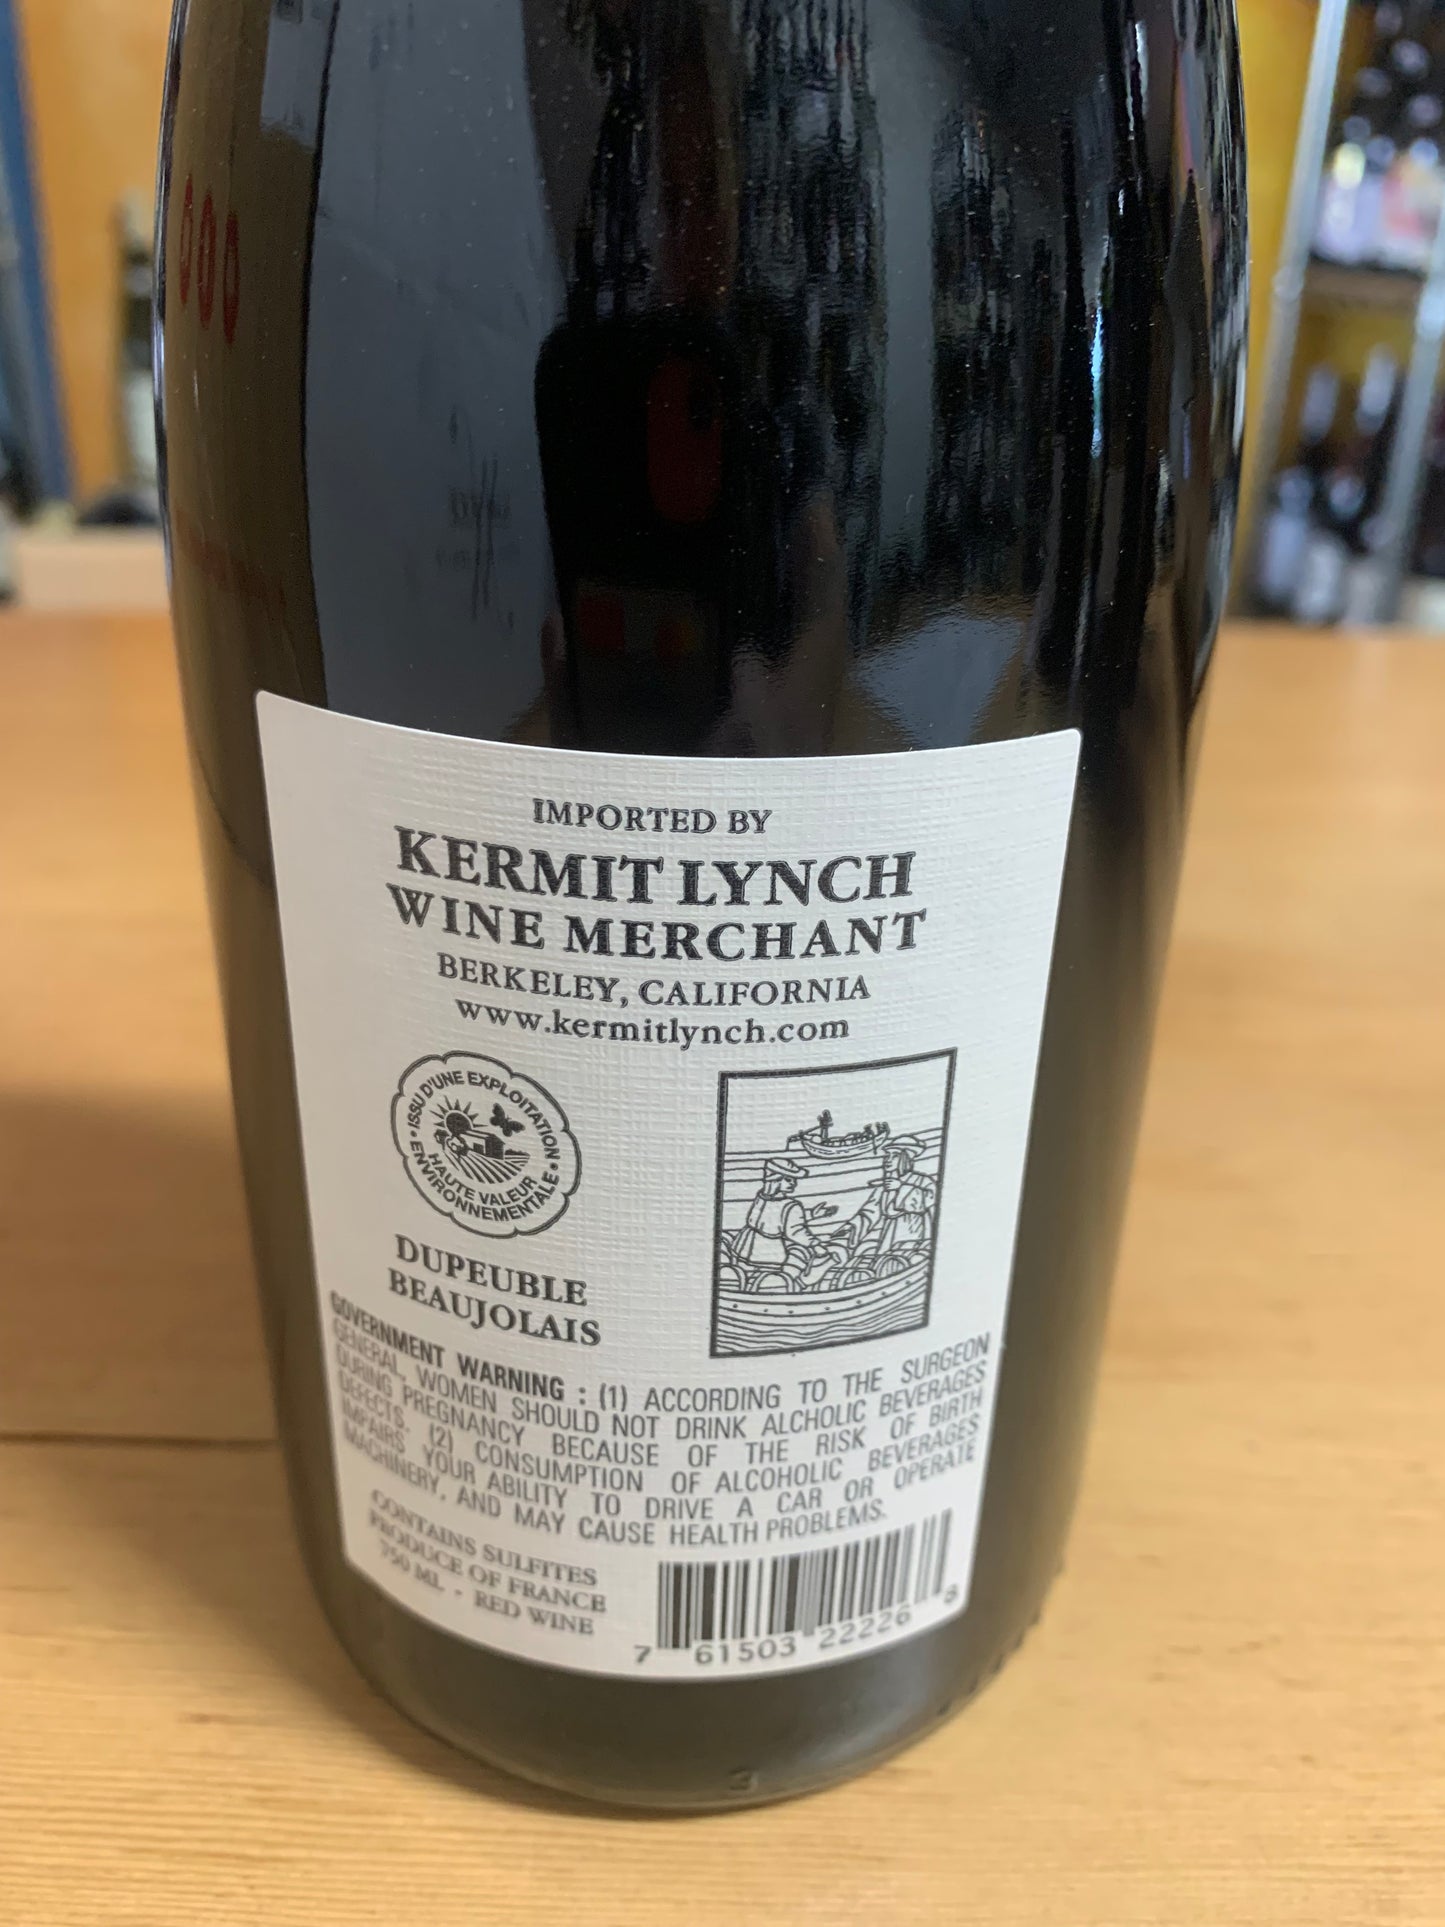 IMPORTED BY
KERMIT LYNCH
WINE MERCHANT
BERKELEY, CALIFORNIA
www.kermitlynch.com
• ISSU D'UNE EXPLOITATION •
HAUTE VALEUR
ENVIRONNEMENTALE
DUPEUBLE
BEAUJOLAIS
GOVERNMENT WARNING : (1) ACCORDING TO THE SURGEON
GENERAL, WOMEN SHOULD NOT DRINK ALCHOLIC BEVERAGES
DURING PREGNANCY BECAUSE OF THE RISK OF BIRTH
DEFECTS. (2) CONSUMPTION OF ALCOHOLIC BEVERAGES
IMPAIRS YOUR ABILITY TO DRIVE A CAR OR OPERATE
MACHINERY, AND MAY CAUSE HEALTH PROBLEMS.
CONTAINS SULFITES
PRODUCE OF FRANCE
750 ML - RED WINE
7 61503 22226 8
3